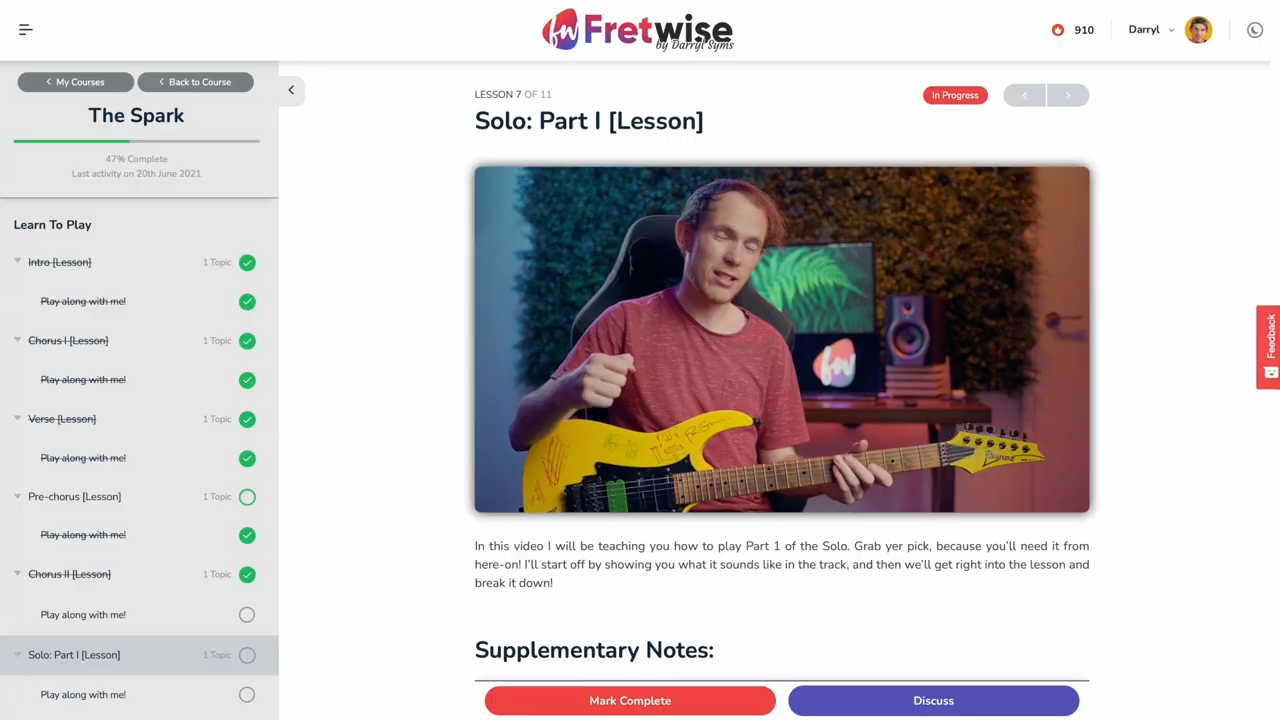 Fretwise
by Darryl Syms
910
Darryl
My Courses
Back to Course
The Spark
47% Complete
Last activity on 20th June 2021
Learn To Play
Intro [Lesson] 1 Topic
Play along with me!
Chorus I [Lesson] 1 Topic
Play along with me!
Verse [Lesson] 1 Topic
Play along with me!
Pre-chorus [Lesson] 1 Topic
Play along with me!
Chorus II [Lesson] 1 Topic
Play along with me!
Solo: Part I [Lesson] 1 Topic
Play along with me!
LESSON 7 OF 11
In Progress
Solo: Part I [Lesson]
Ibanez
In this video I will be teaching you how to play Part 1 of the Solo. Grab yer pick, because you'll need it from
here-on! I'll start off by showing you what it sounds like in the track, and then we'll get right into the lesson and
break it down!
Supplementary Notes:
Mark Complete
Discuss
Feedback